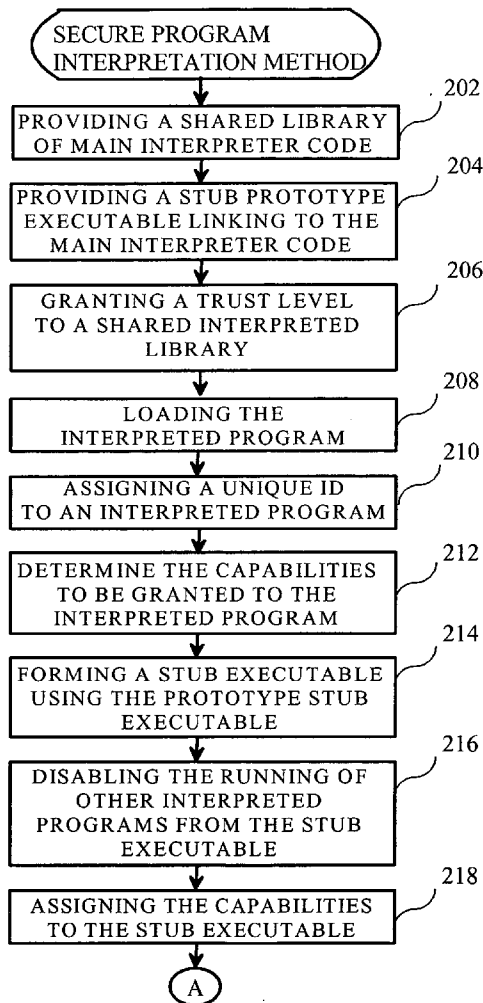 SECURE PROGRAM
INTERPRETATION METHOD
202
PROVIDING A SHARED LIBRARY
OF MAIN INTERPRETER CODE
204
PROVIDING A STUB PROTOTYPE
EXECUTABLE LINKING TO THE
MAIN INTERPRETER CODE
206
GRANTING A TRUST LEVEL
TO A SHARED INTERPRETED
LIBRARY
208
LOADING THE
INTERPRETED PROGRAM
210
ASSIGNING A UNIQUE ID
TO AN INTERPRETED PROGRAM
212
DETERMINE THE CAPABILITIES
TO BE GRANTED TO THE
INTERPRETED PROGRAM
214
FORMING A STUB EXECUTABLE
USING THE PROTOTYPE STUB
EXECUTABLE
216
DISABLING THE RUNNING OF
OTHER INTERPRETED
PROGRAMS FROM THE STUB
EXECUTABLE
218
ASSIGNING THE CAPABILITIES
TO THE STUB EXECUTABLE
A